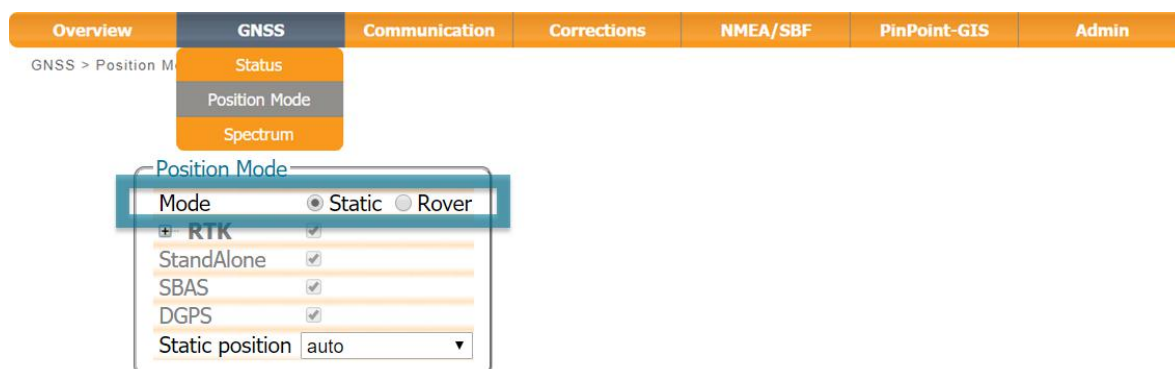 Overview GNSS Communication Corrections NMEA/SBF PinPoint-GIS Admin
GNSS > Position M
Status
Position Mode
Spectrum
Position Mode
Mode Static Rover
RTK
StandAlone
SBAS
DGPS
Static position auto